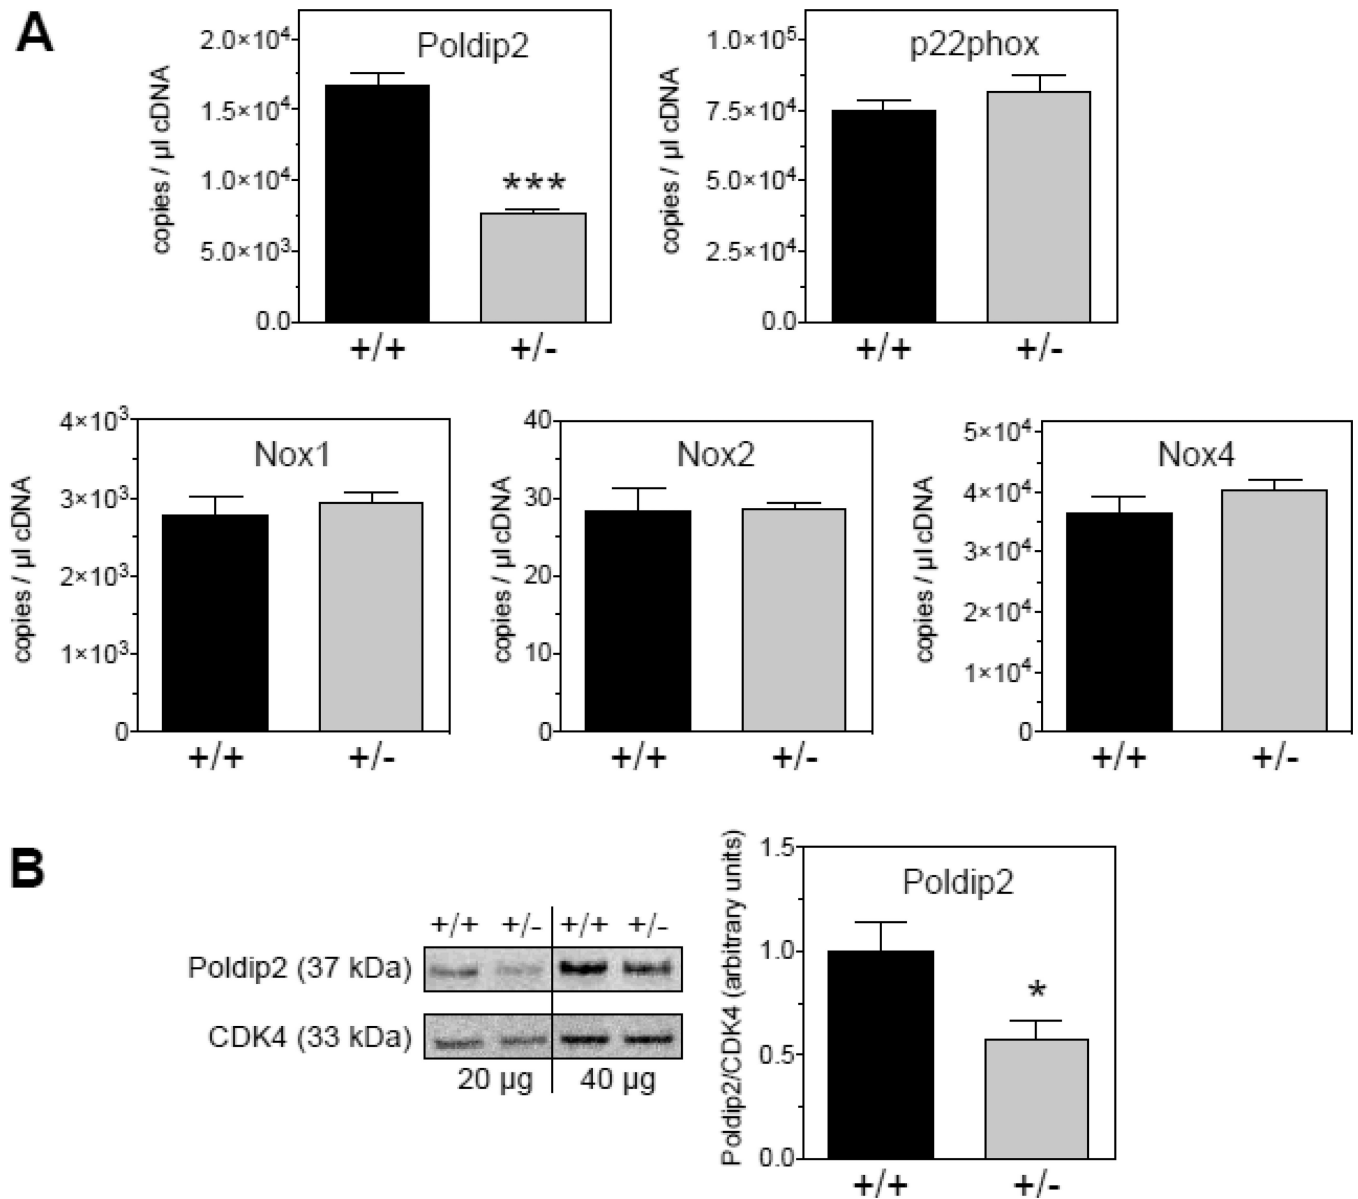 A
Poldip2
copies / µl cDNA
2.0×10⁴
1.5×10⁴
1.0×10⁴
5.0×10³
0.0
***
+/+ +/-
p22phox
copies / µl cDNA
1.0×10⁵
7.5×10⁴
5.0×10⁴
2.5×10⁴
0.0
+/+ +/-
Nox1
copies / µl cDNA
4×10³
3×10³
2×10³
1×10³
0
+/+ +/-
Nox2
copies / µl cDNA
40
30
20
10
0
+/+ +/-
Nox4
copies / µl cDNA
5×10⁴
4×10⁴
3×10⁴
2×10⁴
1×10⁴
0
+/+ +/-
B
+/+ +/- +/+ +/-
Poldip2 (37 kDa)
CDK4 (33 kDa)
20 µg 40 µg
Poldip2
Poldip2/CDK4 (arbitrary units)
1.5
1.0
0.5
0.0
*
+/+ +/-